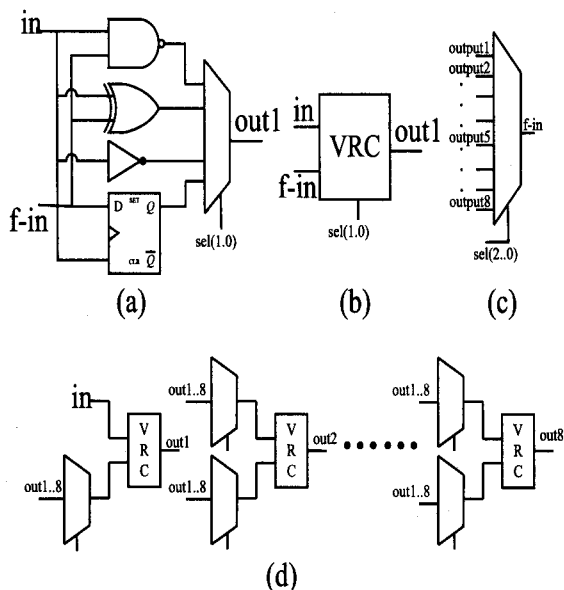 in
f-in
D SET Q
CLR Q
out1
sel(1.0)
(a)
in
f-in
VRC
out1
sel(1.0)
(b)
output1
output2
output5
output8
f-in
sel(2..0)
(c)
in
out1..8
V
R
C
out1
out1..8
out1..8
V
R
C
out2
out1..8
out1..8
V
R
C
out8
(d)